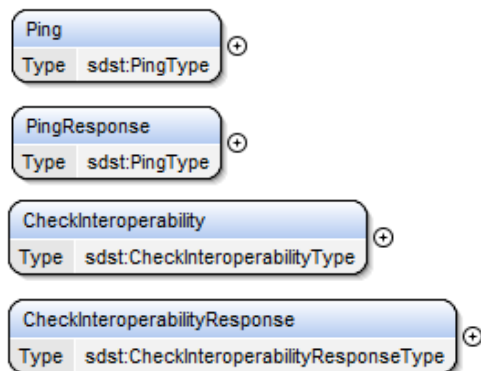 Ping
Type sdst:PingType
PingResponse
Type sdst:PingType
CheckInteroperability
Type sdst:CheckInteroperabilityType
CheckInteroperabilityResponse
Type sdst:CheckInteroperabilityResponseType